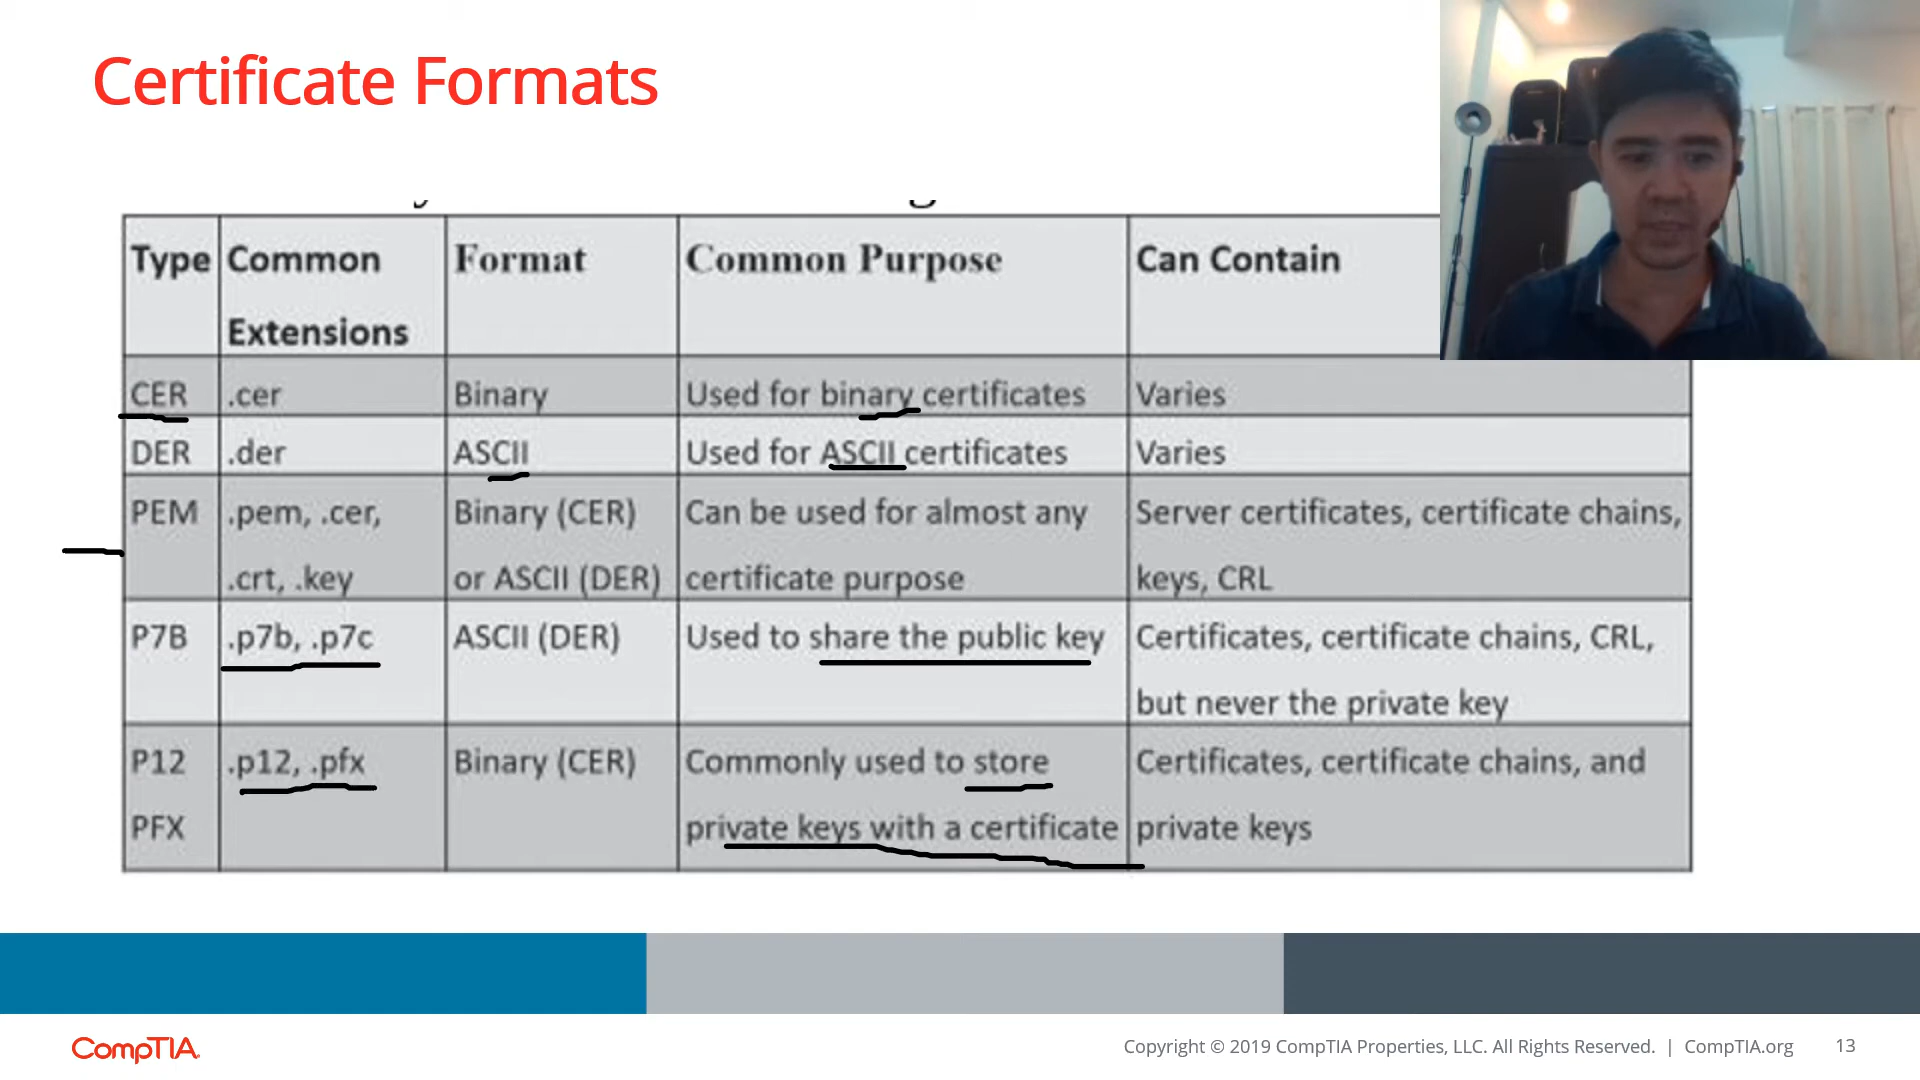 Certificate Formats
Type Common Extensions Format Common Purpose Can Contain
CER .cer Binary Used for binary certificates Varies
DER .der ASCII Used for ASCII certificates Varies
PEM .pem, .cer, .crt, .key Binary (CER) or ASCII (DER) Can be used for almost any certificate purpose Server certificates, certificate chains, keys, CRL
P7B .p7b, .p7c ASCII (DER) Used to share the public key Certificates, certificate chains, CRL, but never the private key
P12 PFX .p12, .pfx Binary (CER) Commonly used to store private keys with a certificate Certificates, certificate chains, and private keys
CompTIA.
Copyright © 2019 CompTIA Properties, LLC. All Rights Reserved. | CompTIA.org 13